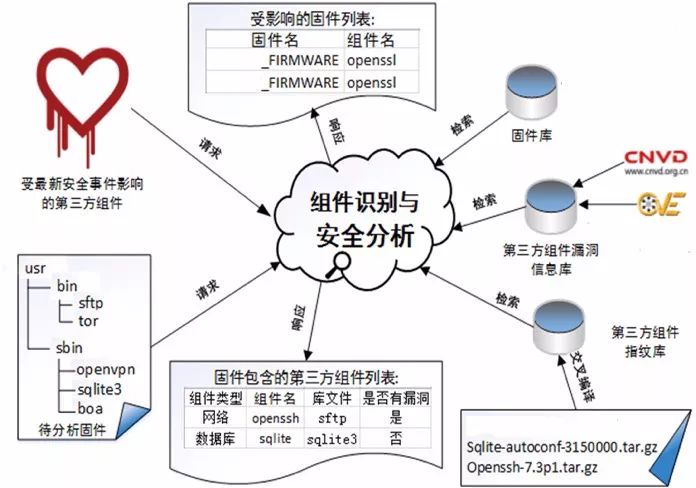 受影响的固件列表:
固件名 组件名
_FIRMWARE openssl
_FIRMWARE openssl
受最新安全事件影响
的第三方组件
请求
响应
检索
固件库
CNVD
www.cnvd.org.cn
CVE
检索
第三方组件漏洞
信息库
组件识别与
安全分析
usr
bin
sftp
tor
sbin
openvpn
sqlite3
boa
待分析固件
请求
响应
检索
第三方组件
指纹库
交叉编译
固件包含的第三方组件列表:
组件类型 组件名 库文件 是否有漏洞
网络 openssh sftp 是
数据库 sqlite sqlite3 否
Sqlite-autoconf-3150000.tar.gz
Openssh-7.3p1.tar.gz